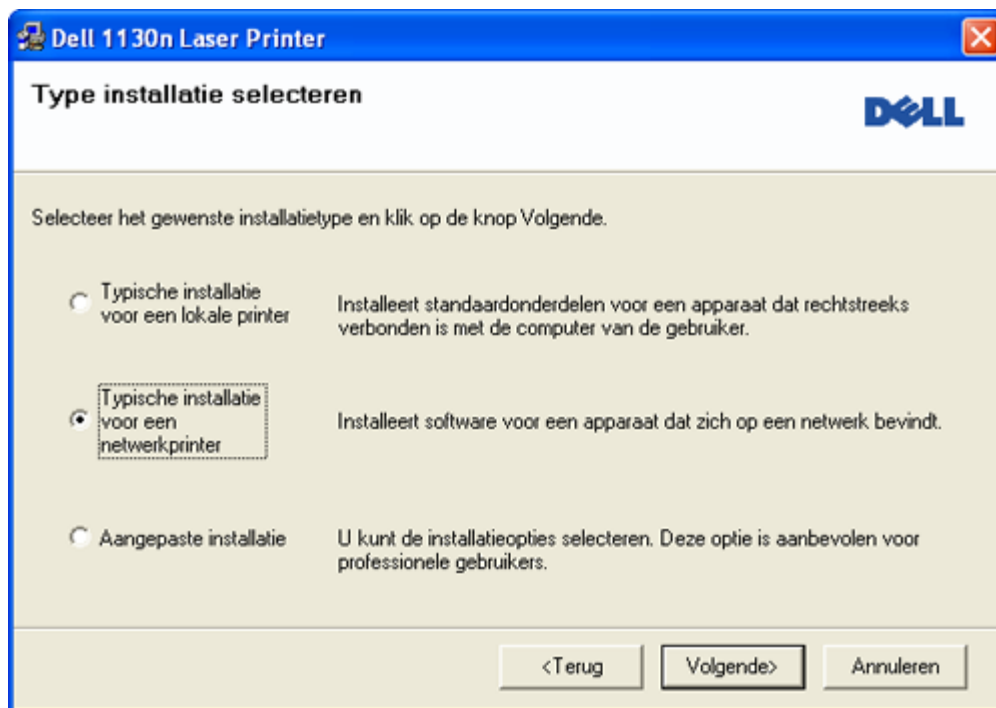 Dell 1130n Laser Printer
Type installatie selecteren
DELL
Selecteer het gewenste installatietype en klik op de knop Volgende.
Typische installatie
voor een lokale printer
Installeert standaardonderdelen voor een apparaat dat rechtstreeks
verbonden is met de computer van de gebruiker.
Typische installatie
voor een
netwerkprinter
Installeert software voor een apparaat dat zich op een netwerk bevindt.
Aangepaste installatie
U kunt de installatieopties selecteren. Deze optie is aanbevolen voor
professionele gebruikers.
<Terug
Volgende>
Annuleren